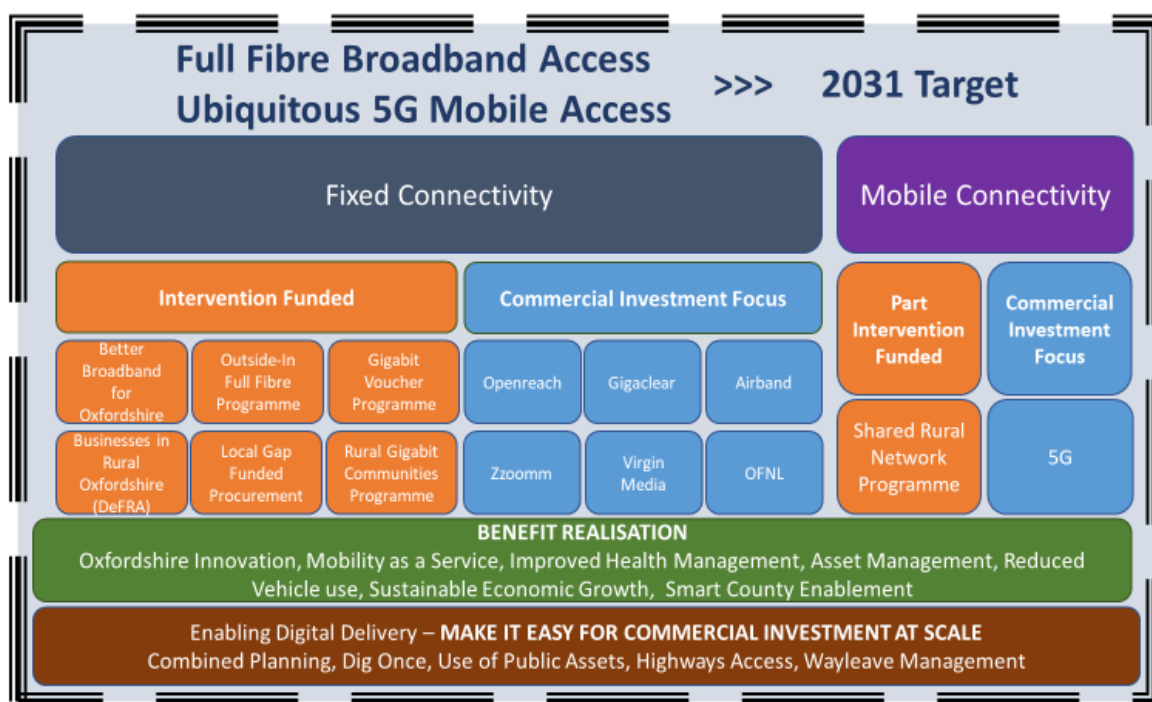 Full Fibre Broadband Access
Ubiquitous 5G Mobile Access
>>>
2031 Target
Fixed Connectivity
Mobile Connectivity
Intervention Funded
Commercial Investment Focus
Part
Intervention
Funded
Commercial
Investment
Focus
Better
Broadband
for
Oxfordshire
Outside-In
Full Fibre
Programme
Gigabit
Voucher
Programme
Openreach
Gigaclear
Airband
Businesses in
Rural
Oxfordshire
(DeFRA)
Local Gap
Funded
Procurement
Rural Gigabit
Communities
Programme
Zzoomm
Virgin
Media
OFNL
Shared Rural
Network
Programme
5G
BENEFIT REALISATION
Oxfordshire Innovation, Mobility as a Service, Improved Health Management, Asset Management, Reduced
Vehicle use, Sustainable Economic Growth, Smart County Enablement
Enabling Digital Delivery – MAKE IT EASY FOR COMMERCIAL INVESTMENT AT SCALE
Combined Planning, Dig Once, Use of Public Assets, Highways Access, Wayleave Management